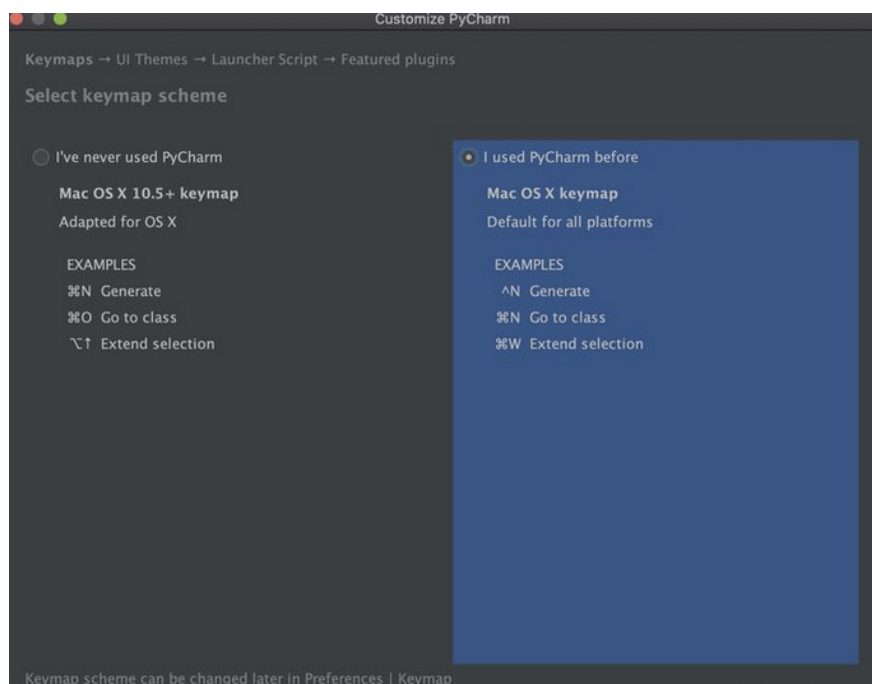 Customize PyCharm
Keymaps → UI Themes → Launcher Script → Featured plugins
Select keymap scheme
I've never used PyCharm
Mac OS X 10.5+ keymap
Adapted for OS X
EXAMPLES
⌘N Generate
⌘O Go to class
⌥↑ Extend selection
I used PyCharm before
Mac OS X keymap
Default for all platforms
EXAMPLES
^N Generate
⌘N Go to class
⌘W Extend selection
Keymap scheme can be changed later in Preferences | Keymap